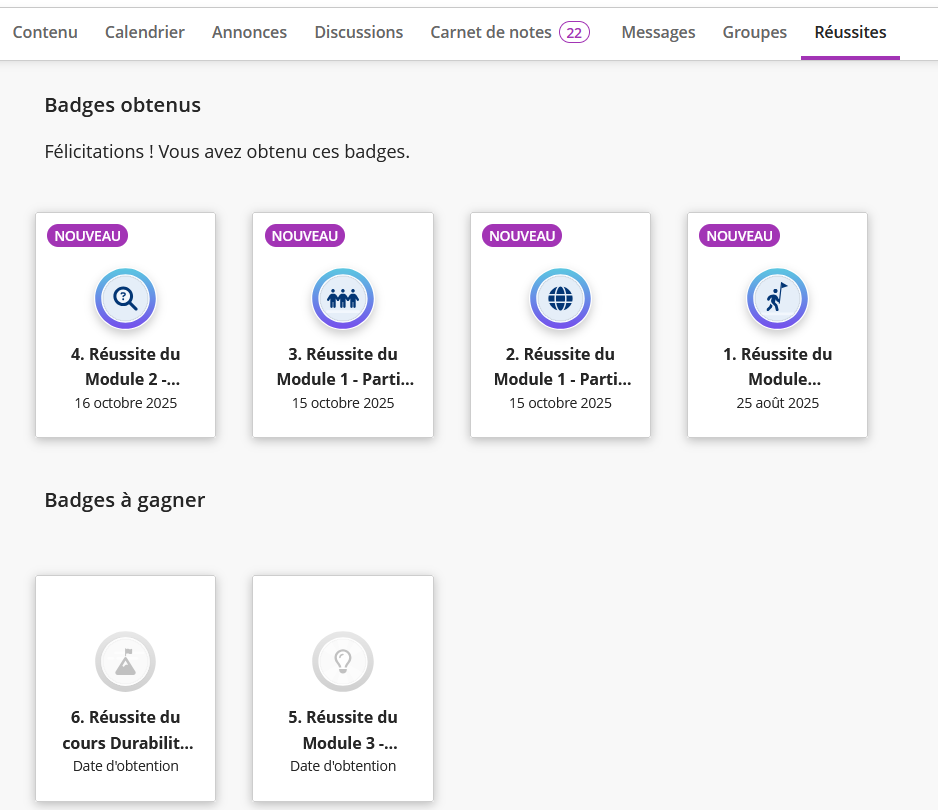 Contenu Calendrier Annonces Discussions Carnet de notes 22 Messages Groupes Réussites
Badges obtenus
Félicitations ! Vous avez obtenu ces badges.
NOUVEAU
4. Réussite du
Module 2 -...
16 octobre 2025
NOUVEAU
3. Réussite du
Module 1 - Parti...
15 octobre 2025
NOUVEAU
2. Réussite du
Module 1 - Parti...
15 octobre 2025
NOUVEAU
1. Réussite du
Module...
25 août 2025
Badges à gagner
6. Réussite du
cours Durabilit...
Date d'obtention
5. Réussite du
Module 3 -...
Date d'obtention